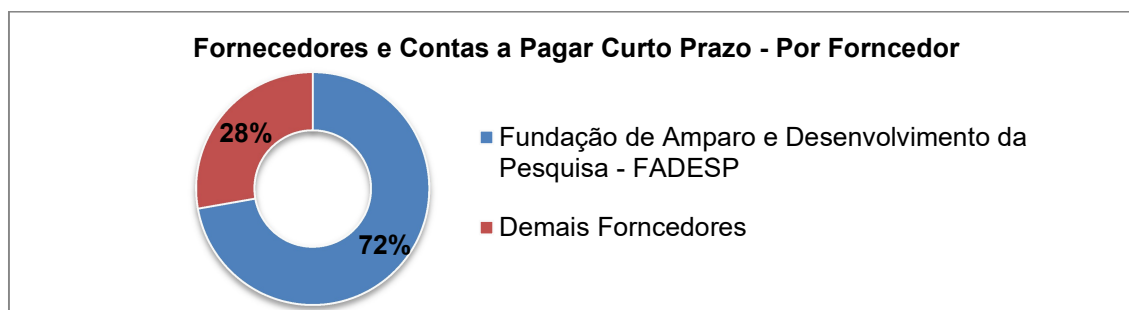 Fornecedores e Contas a Pagar Curto Prazo - Por Forncedor
28%
72%
Fundação de Amparo e Desenvolvimento da
Pesquisa - FADESP
Demais Forncedores